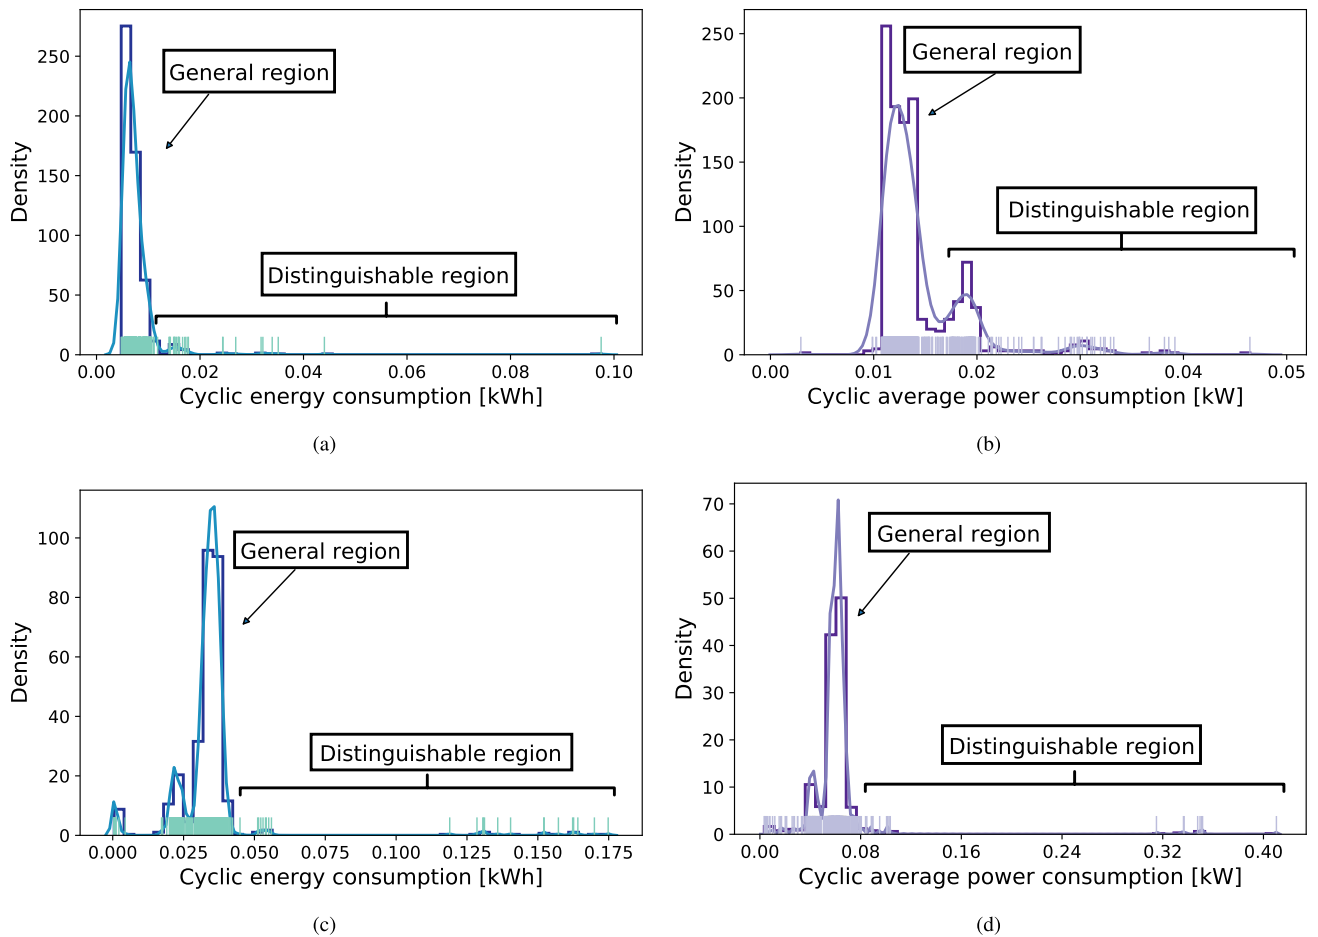 250
200
150
100
50
0
Density
General region
Distinguishable region
0.00 0.02 0.04 0.06 0.08 0.10
Cyclic energy consumption [kWh]
(a)
250
200
150
100
50
0
Density
General region
Distinguishable region
0.00 0.01 0.02 0.03 0.04 0.05
Cyclic average power consumption [kW]
(b)
100
80
60
40
20
0
Density
General region
Distinguishable region
0.000 0.025 0.050 0.075 0.100 0.125 0.150 0.175
Cyclic energy consumption [kWh]
(c)
70
60
50
40
30
20
10
0
Density
General region
Distinguishable region
0.00 0.08 0.16 0.24 0.32 0.40
Cyclic average power consumption [kW]
(d)